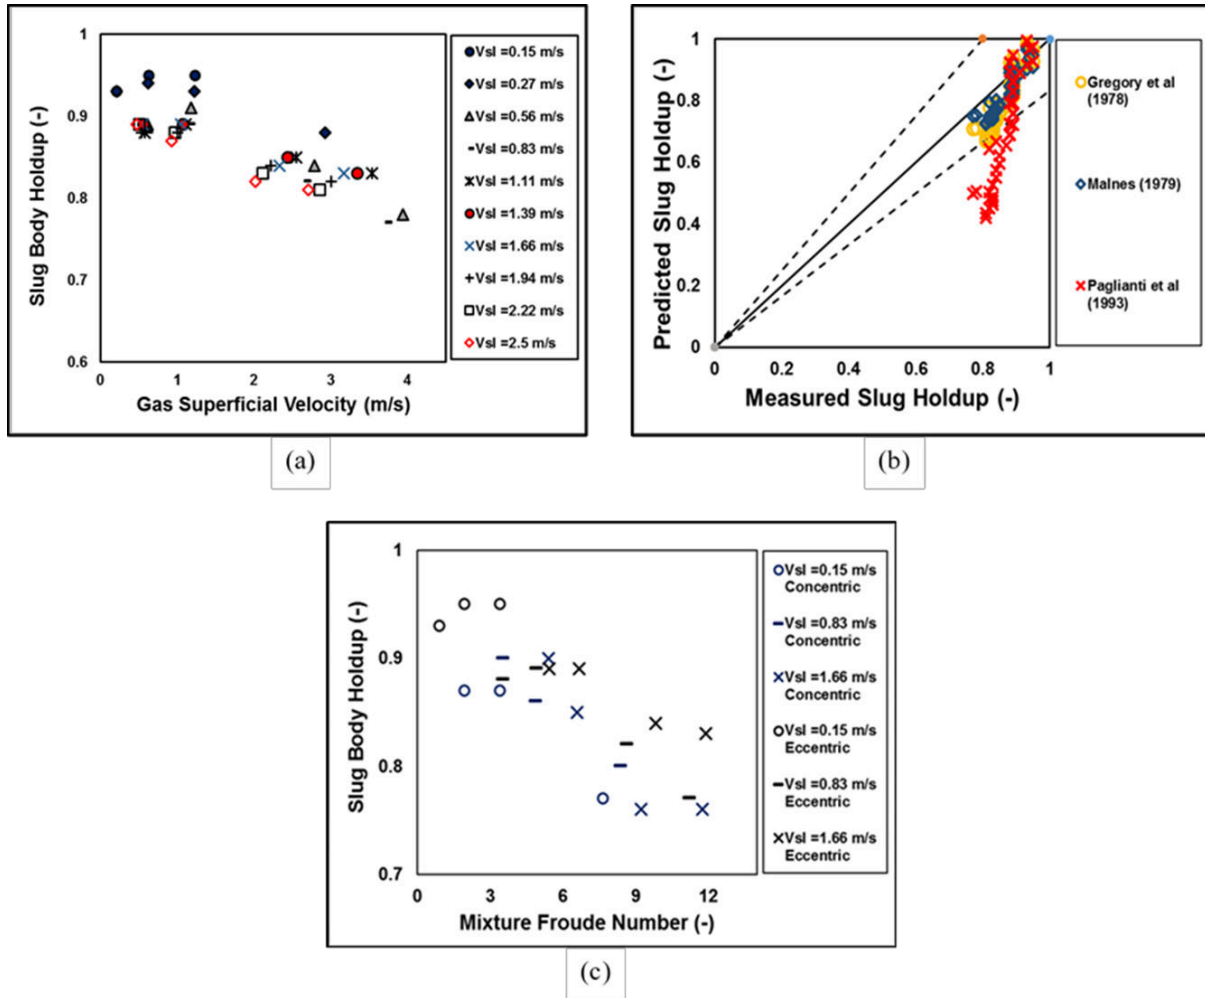 1
0.9
0.8
0.7
0.6
0
1
2
3
4
Slug Body Holdup (-)
Gas Superficial Velocity (m/s)
Vsl =0.15 m/s
Vsl =0.27 m/s
Vsl =0.56 m/s
Vsl =0.83 m/s
Vsl =1.11 m/s
Vsl =1.39 m/s
Vsl =1.66 m/s
Vsl =1.94 m/s
Vsl =2.22 m/s
Vsl =2.5 m/s
(a)
1
0.8
0.6
0.4
0.2
0
0
0.2
0.4
0.6
0.8
1
Predicted Slug Holdup (-)
Measured Slug Holdup (-)
Gregory et al
(1978)
Malnes (1979)
Paglianti et al
(1993)
(b)
1
0.9
0.8
0.7
0
3
6
9
12
Slug Body Holdup (-)
Mixture Froude Number (-)
Vsl =0.15 m/s
Concentric
Vsl =0.83 m/s
Concentric
Vsl =1.66 m/s
Concentric
Vsl =0.15 m/s
Eccentric
Vsl =0.83 m/s
Eccentric
Vsl =1.66 m/s
Eccentric
(c)